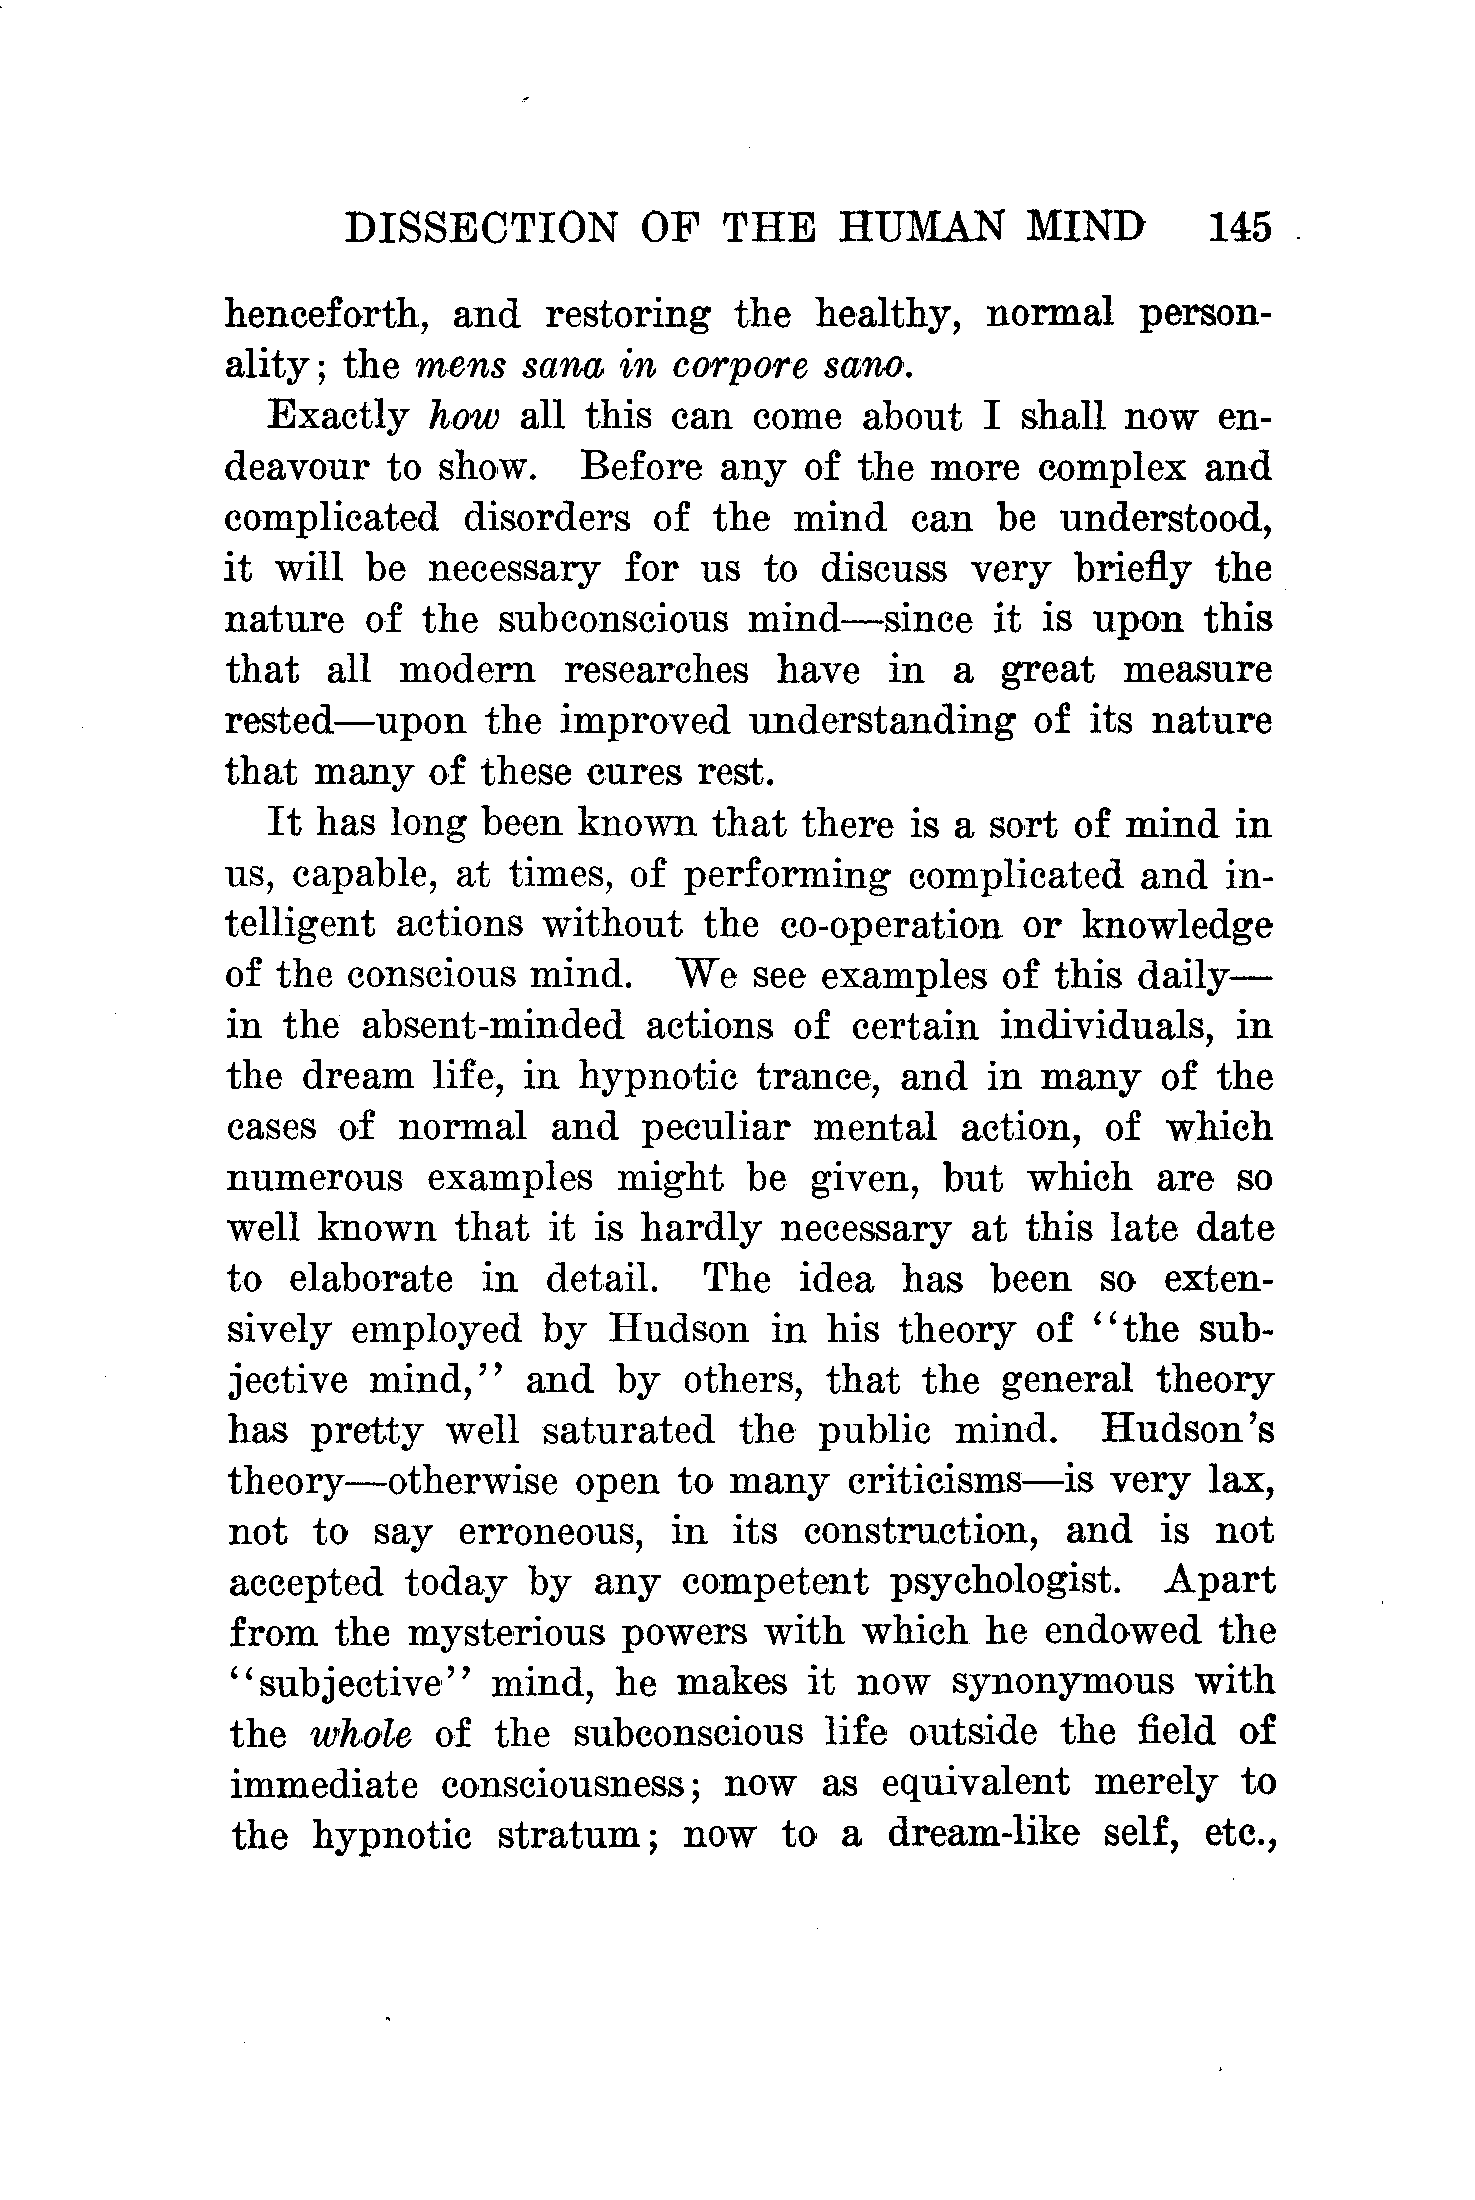 DISSECTION OF THE HUMAN MIND 145
henceforth, and restoring the healthy, normal person-
ality; the mens sana in corpore sano.
Exactly how all this can come about I shall now en-
deavour to show. Before any of the more complex and
complicated disorders of the mind can be understood,
it will be necessary for us to discuss very briefly the
nature of the subconscious mind—since it is upon this
that all modern researches have in a great measure
rested—upon the improved understanding of its nature
that many of these cures rest.
It has long been known that there is a sort of mind in
us, capable, at times, of performing complicated and in-
telligent actions without the co-operation or knowledge
of the conscious mind. We see examples of this daily—
in the absent-minded actions of certain individuals, in
the dream life, in hypnotic trance, and in many of the
cases of normal and peculiar mental action, of which
numerous examples might be given, but which are so
well known that it is hardly necessary at this late date
to elaborate in detail. The idea has been so exten-
sively employed by Hudson in his theory of ‘‘the sub-
jective mind,’’ and by others, that the general theory
has pretty well saturated the public mind. Hudson's
theory—otherwise open to many criticisms—is very lax,
not to say erroneous, in its construction, and is not
accepted today by any competent psychologist. Apart
from the mysterious powers with which he endowed the
‘‘subjective’’ mind, he makes it now synonymous with
the whole of the subconscious life outside the field of
immediate consciousness; now as equivalent merely to
the hypnotic stratum; now to a dream-like self, etc.,